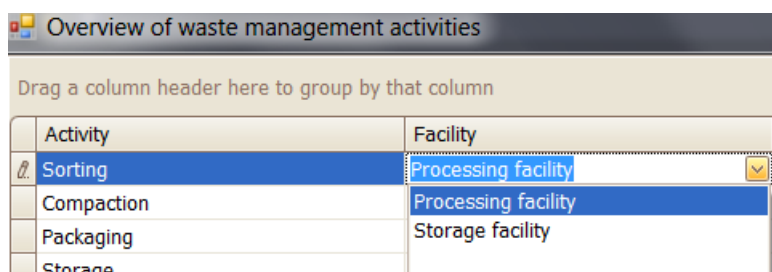 Overview of waste management activities
Drag a column header here to group by that column
Activity Facility
Sorting Processing facility
Compaction Processing facility
Packaging Storage facility
Storage